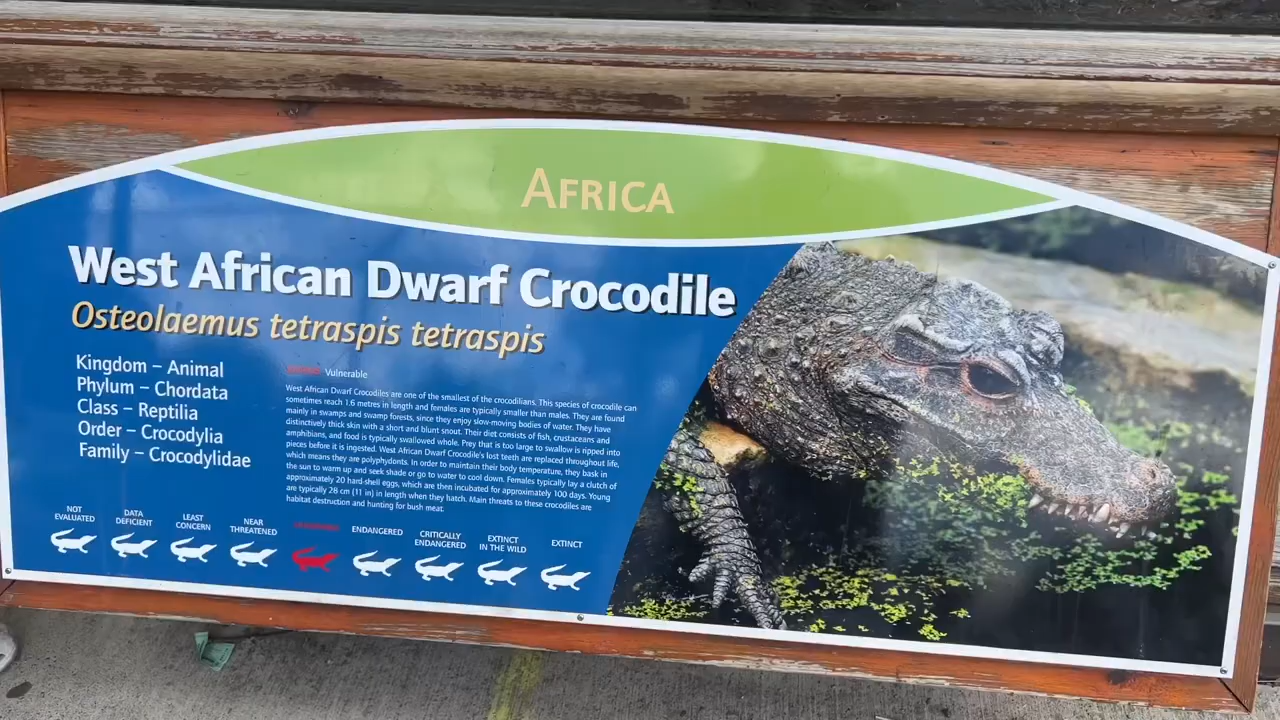 AFRICA
West African Dwarf Crocodile
Osteolaemus tetraspis tetraspis
Kingdom – Animal
Phylum – Chordata
Class – Reptilia
Order – Crocodylia
Family – Crocodylidae
Vulnerable
West African Dwarf Crocodiles are one of the smallest of the crocodilians. This species of crocodile can
sometimes reach 1.6 metres in length and females are typically smaller than males. They are found
mainly in swamps and swamp forests, since they enjoy slow-moving bodies of water. They have
distinctively thick skin with a short and blunt snout. Their diet consists of fish, crustaceans and
amphibians, and food is typically swallowed whole. Prey that is too large to swallow is ripped into
pieces before it is ingested. West African Dwarf Crocodile's lost teeth are replaced throughout life,
which means they are polyphydonts. In order to maintain their body temperature, they bask in
the sun to warm up and seek shade or go to water to cool down. Females typically lay a clutch of
approximately 20 hard-shell eggs, which are then incubated for approximately 100 days. Young
are typically 28 cm (11 in) in length when they hatch. Main threats to these crocodiles are
habitat destruction and hunting for bush meat.
NOT
EVALUATED
DATA
DEFICIENT
LEAST
CONCERN
NEAR
THREATENED
ENDANGERED
CRITICALLY
ENDANGERED
EXTINCT
IN THE WILD
EXTINCT